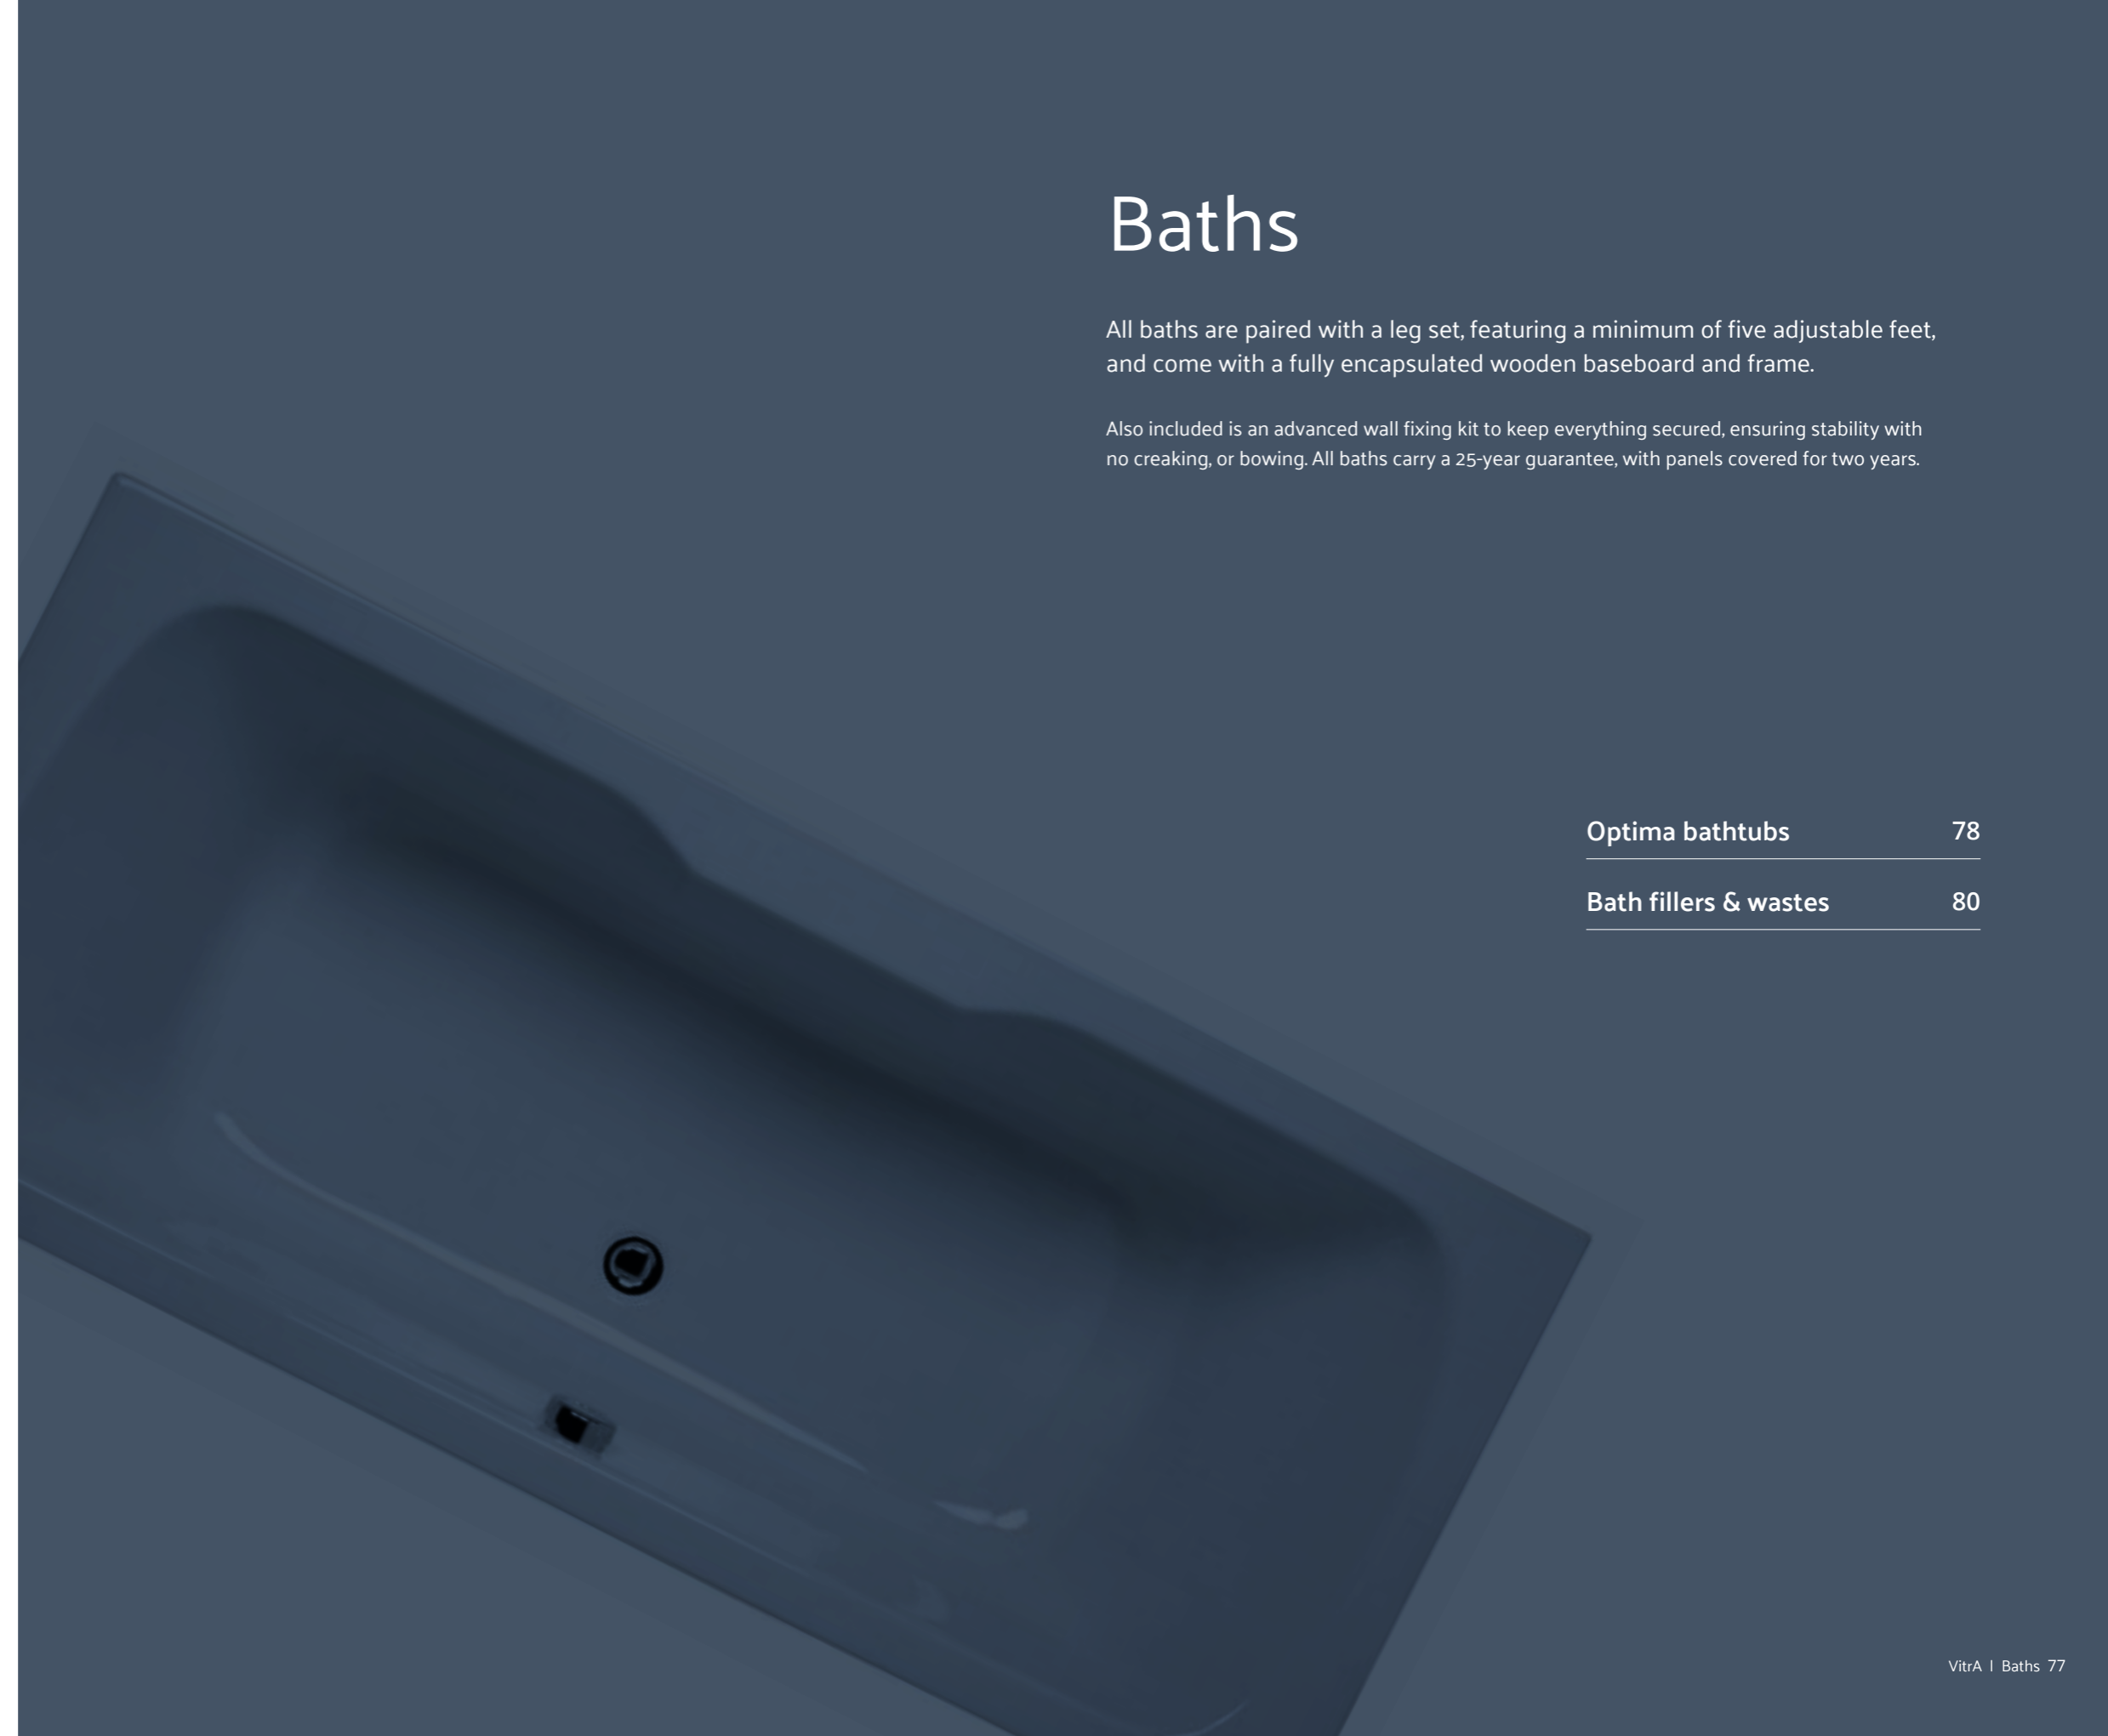 Baths
All baths are paired with a leg set, featuring a minimum of five adjustable feet,
and come with a fully encapsulated wooden baseboard and frame.
Also included is an advanced wall fixing kit to keep everything secured, ensuring stability with
no creaking, or bowing. All baths carry a 25-year guarantee, with panels covered for two years.
Optima bathtubs 78
Bath fillers & wastes 80
VitrA | Baths 77